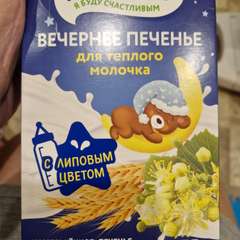 Я БУДУ СЧАСТЛИВЫМ
ВЕЧЕРНЕЕ ПЕЧЕНЬЕ
для теплого
молочка
С ЛИПОВЫМ
ЦВЕТОМ